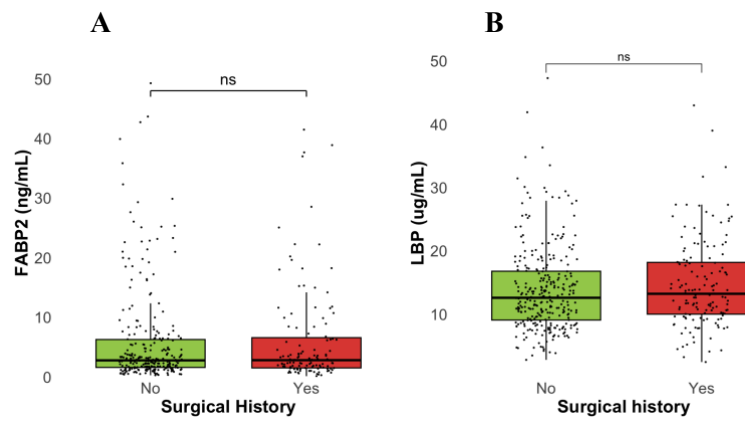 A
FABP2 (ng/mL)
50
40
30
20
10
0
ns
No
Yes
Surgical History
B
LBP (ug/mL)
50
40
30
20
10
ns
No
Yes
Surgical history